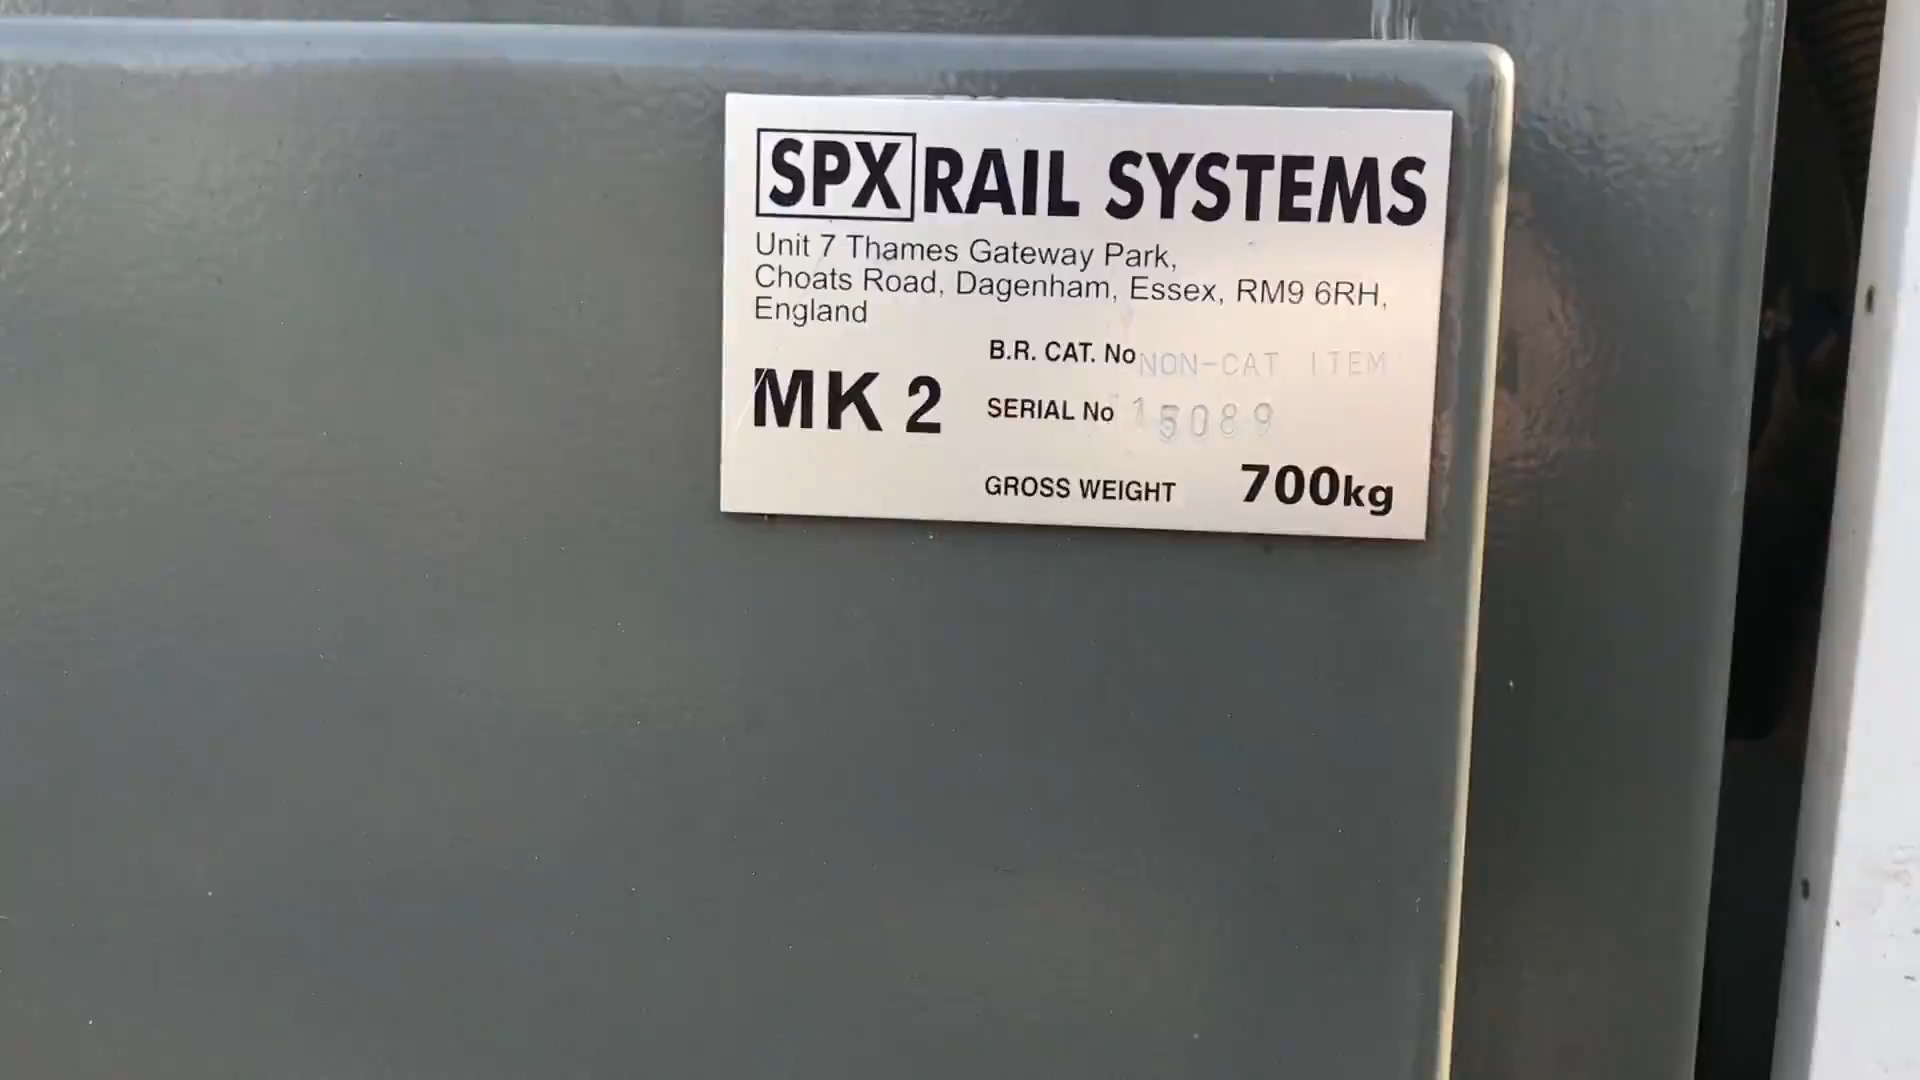 SPX RAIL SYSTEMS
Unit 7 Thames Gateway Park,
Choats Road, Dagenham, Essex, RM9 6RH,
England
B.R. CAT. No NON-CAT ITEM
MK 2
SERIAL No 15089
GROSS WEIGHT 700kg